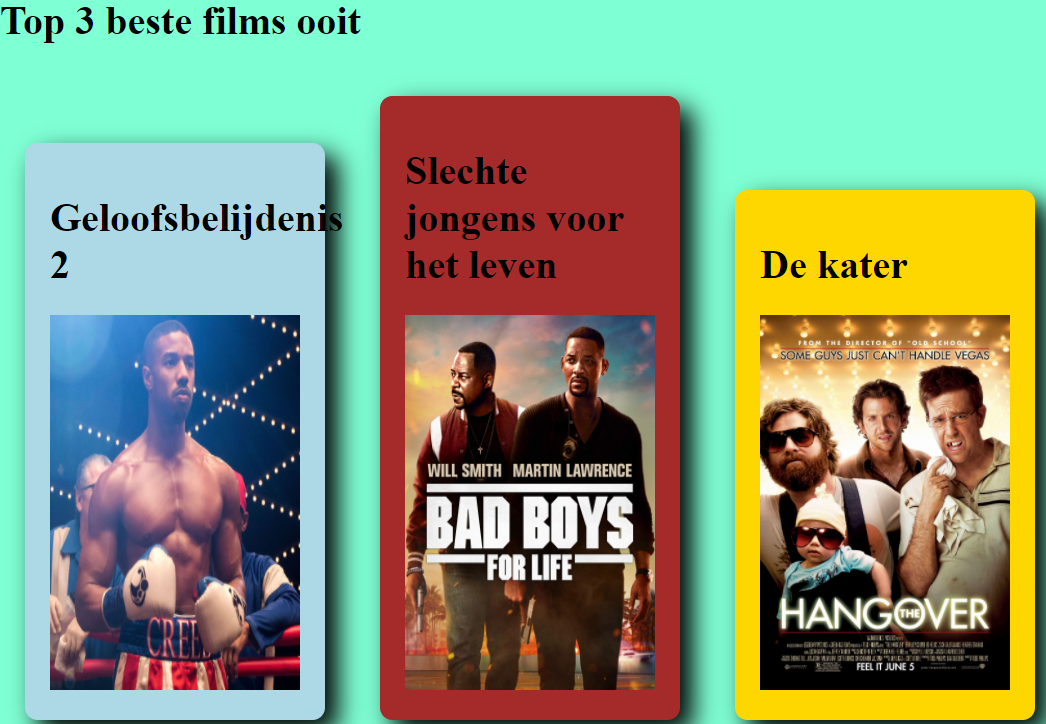 Top 3 beste films ooit
Geloofsbelijdenis
2
CREED
Slechte
jongens voor
het leven
WILL SMITH MARTIN LAWRENCE
BAD BOYS
FOR LIFE
De kater
FROM THE DIRECTOR OF "OLD SCHOOL"
SOME GUYS JUST CAN'T HANDLE VEGAS
THE HANGOVER
FEEL IT JUNE 5